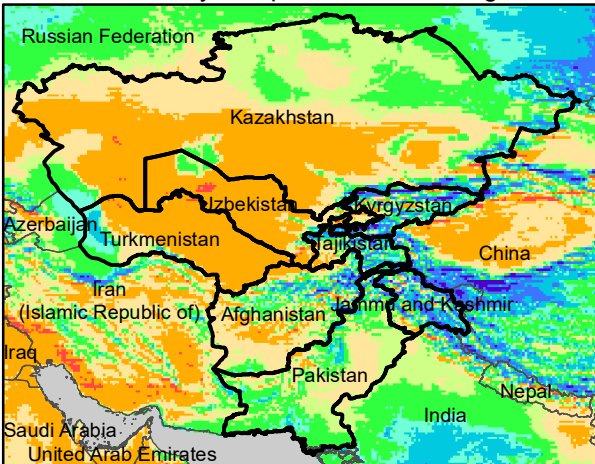 Russian Federation
Kazakhstan
Izbekistan
Kyrgyzstan
Azerbaijan
Turkmenistan
Tajikistan
China
Iran
(Islamic Republic of)
Afghanistan
Jammu and Kashmir
Iraq
Pakistan
Nepal
India
Saudi Arabia
United Arab Emirates